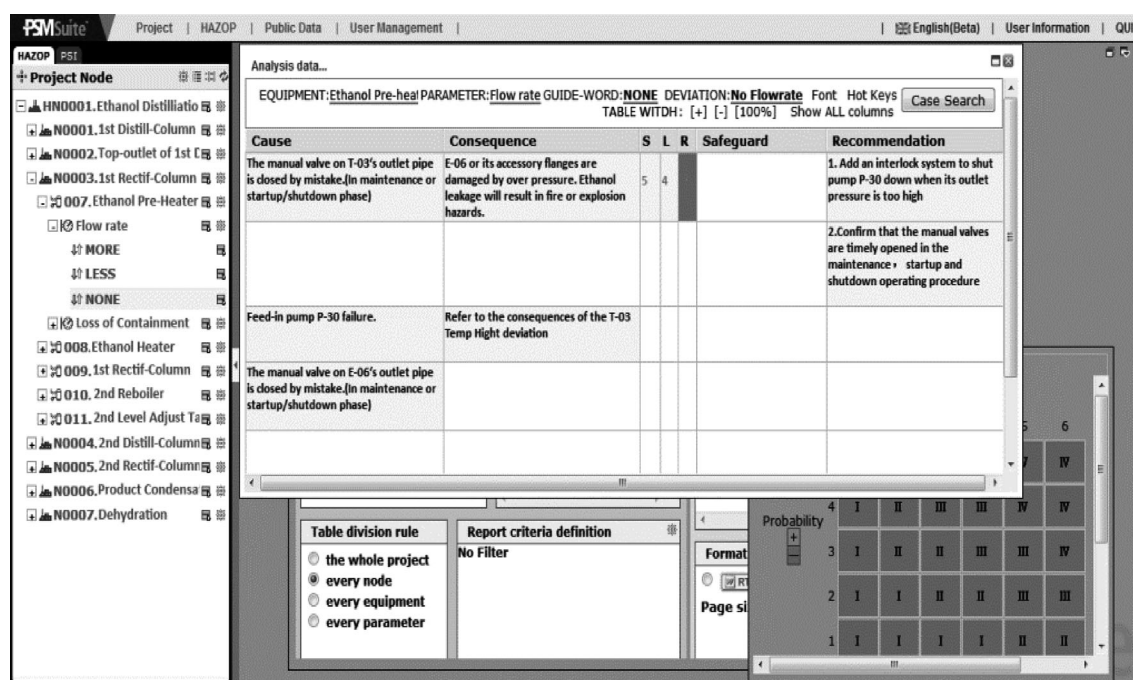 PSMSuite
Project | HAZOP | Public Data | User Management |
| English(Beta) | User Information | QUI
HAZOP PSI
Project Node
HN0001.Ethanol Distilliatio
N0001.1st Distill-Column
N0002.Top-outlet of 1st D
N0003.1st Rectif-Column
007.Ethanol Pre-Heater
Flow rate
MORE
LESS
NONE
Loss of Containment
008.Ethanol Heater
009.1st Rectif-Column
010. 2nd Reboiler
011. 2nd Level Adjust Ta
N0004.2nd Distill-Column
N0005.2nd Rectif-Column
N0006.Product Condensa
N0007.Dehydration
Analysis data...
EQUIPMENT:Ethanol Pre-heat PARAMETER:Flow rate GUIDE-WORD:NONE DEVIATION:No Flowrate Font Hot Keys Case Search
TABLE WITDH: [+] [-] [100%] Show ALL columns
Cause Consequence S L R Safeguard Recommendation
The manual valve on T-03's outlet pipe
is closed by mistake.(In maintenance or
startup/shutdown phase)
E-06 or its accessory flanges are
damaged by over pressure. Ethanol
leakage will result in fire or explosion
hazards.
5 4
1. Add an interlock system to shut
pump P-30 down when its outlet
pressure is too high
2.Confirm that the manual valves
are timely opened in the
maintenance, startup and
shutdown operating procedure
Feed-in pump P-30 failure.
Refer to the consequences of the T-03
Temp Hight deviation
The manual valve on E-06's outlet pipe
is closed by mistake.(In maintenance or
startup/shutdown phase)
Table division rule
the whole project
every node
every equipment
every parameter
Report criteria definition
No Filter
Format
RT
Page si
Probability
+
−
5 6
IV
4 I II III III IV IV
3 I II II III III IV
2 I I II II III III
1 I I I I II II